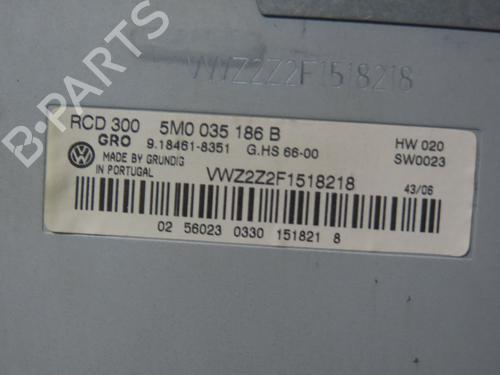 VWZ2Z2F1518218
RCD 300 5M0 035 186 B
GRO 9.18461-8351 G.HS 66-00 HW 020
MADE BY GRUNDIG SW0023
IN PORTUGAL VWZ2Z2F1518218 43/06
02 56023 0330 151821 8
B-PARTS